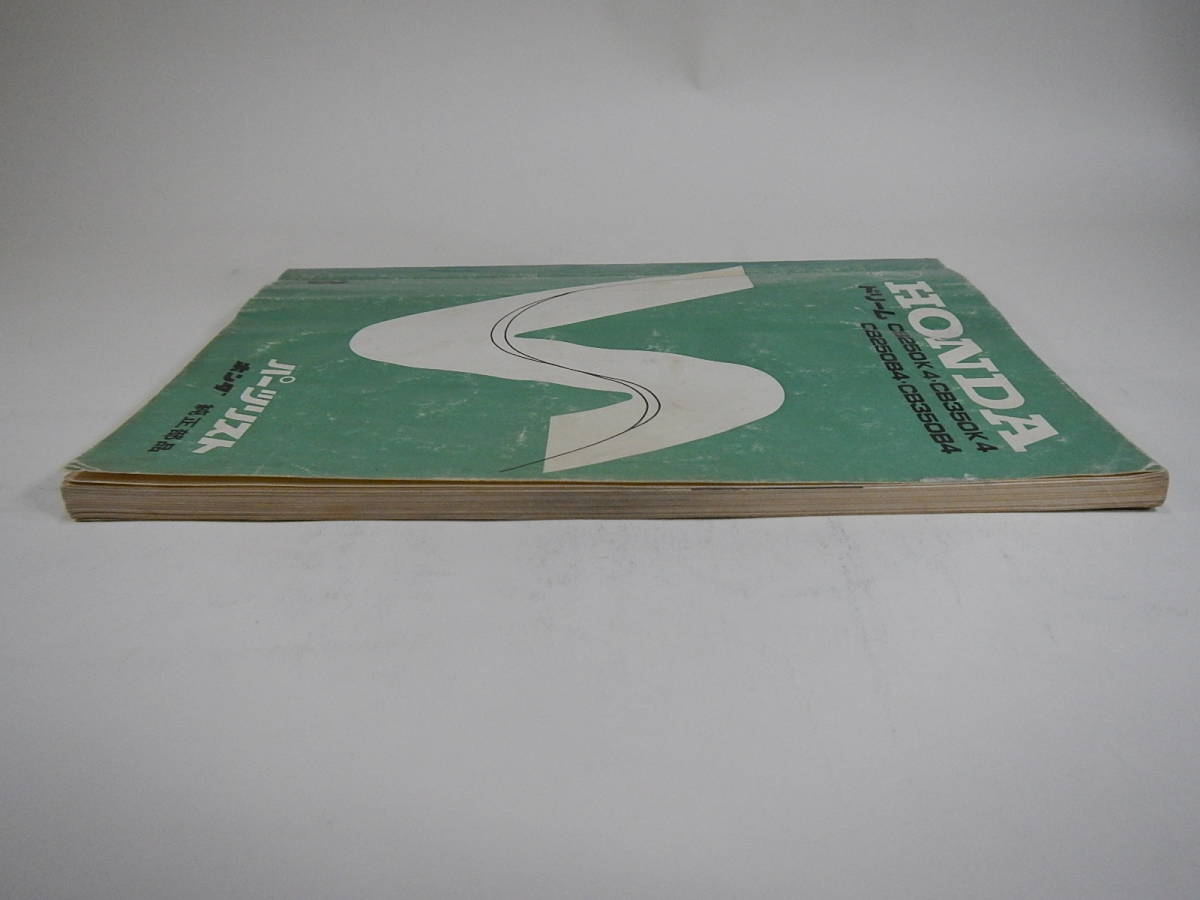 HONDA
ドリーム CB250K4・CB350K4
CB250B4・CB350B4
パーツリスト
ホンダ 純正部品